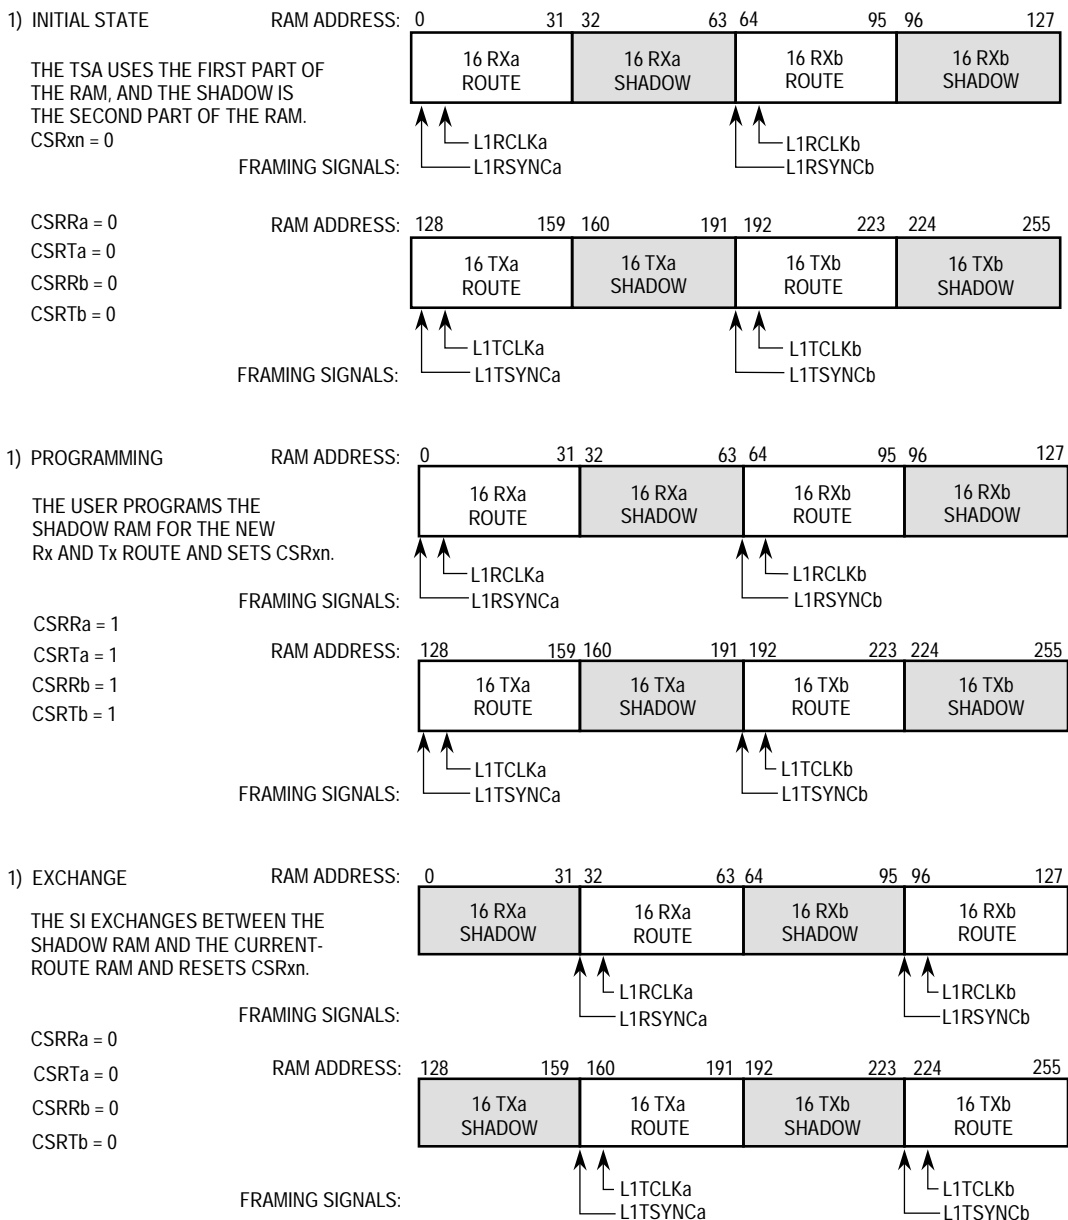 1) INITIAL STATE
RAM ADDRESS: 0 31 32 63 64 95 96 127
THE TSA USES THE FIRST PART OF
THE RAM, AND THE SHADOW IS
THE SECOND PART OF THE RAM.
CSRxn = 0
16 RXa
ROUTE
16 RXa
SHADOW
16 RXb
ROUTE
16 RXb
SHADOW
L1RCLKa
L1RCLKb
FRAMING SIGNALS:
L1RSYNCa
L1RSYNCb
CSRRa = 0
CSRTa = 0
CSRRb = 0
CSRTb = 0
RAM ADDRESS: 128 159 160 191 192 223 224 255
16 TXa
ROUTE
16 TXa
SHADOW
16 TXb
ROUTE
16 TXb
SHADOW
L1TCLKa
L1TCLKb
FRAMING SIGNALS:
L1TSYNCa
L1TSYNCb
1) PROGRAMMING
RAM ADDRESS: 0 31 32 63 64 95 96 127
THE USER PROGRAMS THE
SHADOW RAM FOR THE NEW
Rx AND Tx ROUTE AND SETS CSRxn.
16 RXa
ROUTE
16 RXa
SHADOW
16 RXb
ROUTE
16 RXb
SHADOW
L1RCLKa
L1RCLKb
FRAMING SIGNALS:
L1RSYNCa
L1RSYNCb
CSRRa = 1
CSRTa = 1
CSRRb = 1
CSRTb = 1
RAM ADDRESS: 128 159 160 191 192 223 224 255
16 TXa
ROUTE
16 TXa
SHADOW
16 TXb
ROUTE
16 TXb
SHADOW
L1TCLKa
L1TCLKb
FRAMING SIGNALS:
L1TSYNCa
L1TSYNCb
1) EXCHANGE
RAM ADDRESS: 0 31 32 63 64 95 96 127
THE SI EXCHANGES BETWEEN THE
SHADOW RAM AND THE CURRENT-
ROUTE RAM AND RESETS CSRxn.
16 RXa
SHADOW
16 RXa
ROUTE
16 RXb
SHADOW
16 RXb
ROUTE
L1RCLKa
L1RCLKb
FRAMING SIGNALS:
L1RSYNCa
L1RSYNCb
CSRRa = 0
CSRTa = 0
CSRRb = 0
CSRTb = 0
RAM ADDRESS: 128 159 160 191 192 223 224 255
16 TXa
SHADOW
16 TXa
ROUTE
16 TXb
SHADOW
16 TXb
ROUTE
L1TCLKa
L1TCLKb
FRAMING SIGNALS:
L1TSYNCa
L1TSYNCb